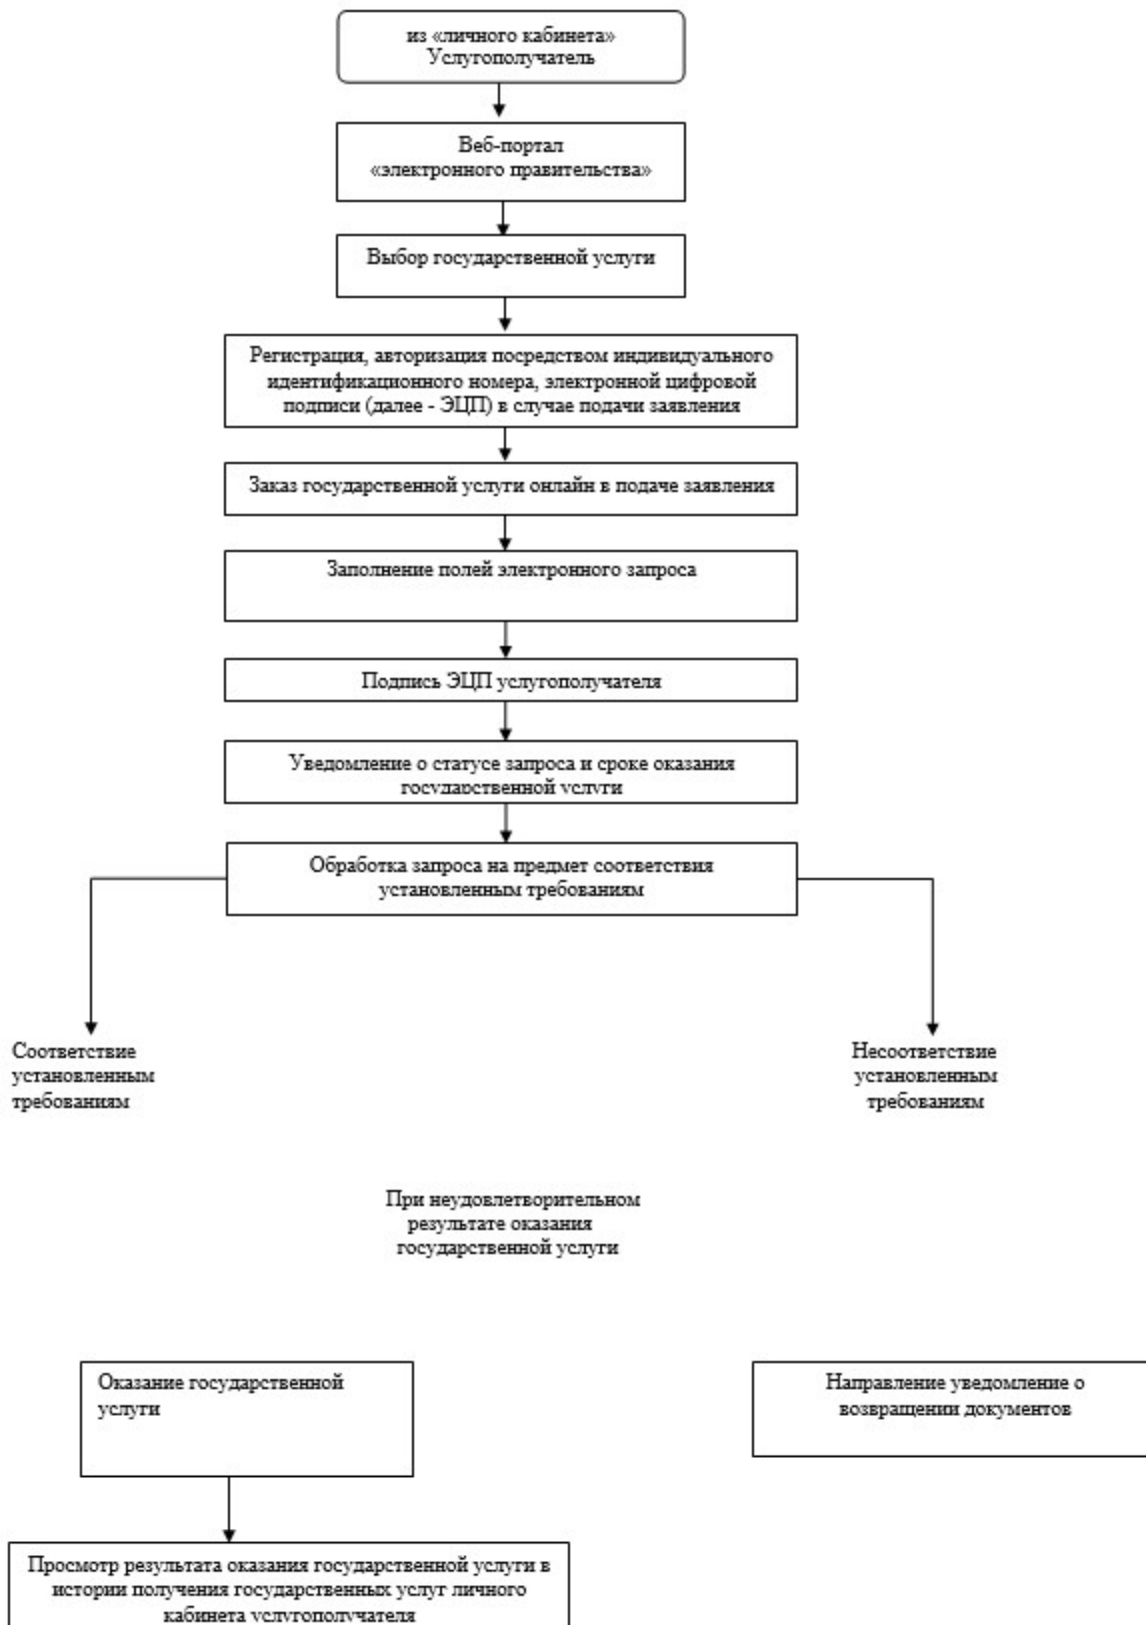 из «личного кабинета»
Услугополучатель
Веб-портал
«электронного правительства»
Выбор государственной услуги
Регистрация, авторизация посредством индивидуального
идентификационного номера, электронной цифровой
подписи (далее - ЭЦП) в случае подачи заявления
Заказ государственной услуги онлайн в подаче заявления
Заполнение полей электронного запроса
Подпись ЭЦП услугополучателя
Уведомление о статусе запроса и сроке оказания
государственной услуги
Обработка запроса на предмет соответствия
установленным требованиям
Соответствие
установленным
требованиям
Несоответствие
установленным
требованиям
При неудовлетворительном
результате оказания
государственной услуги
Оказание государственной
услуги
Направление уведомление о
возвращении документов
Просмотр результата оказания государственной услуги в
истории получения государственных услуг личного
кабинета услугополучателя